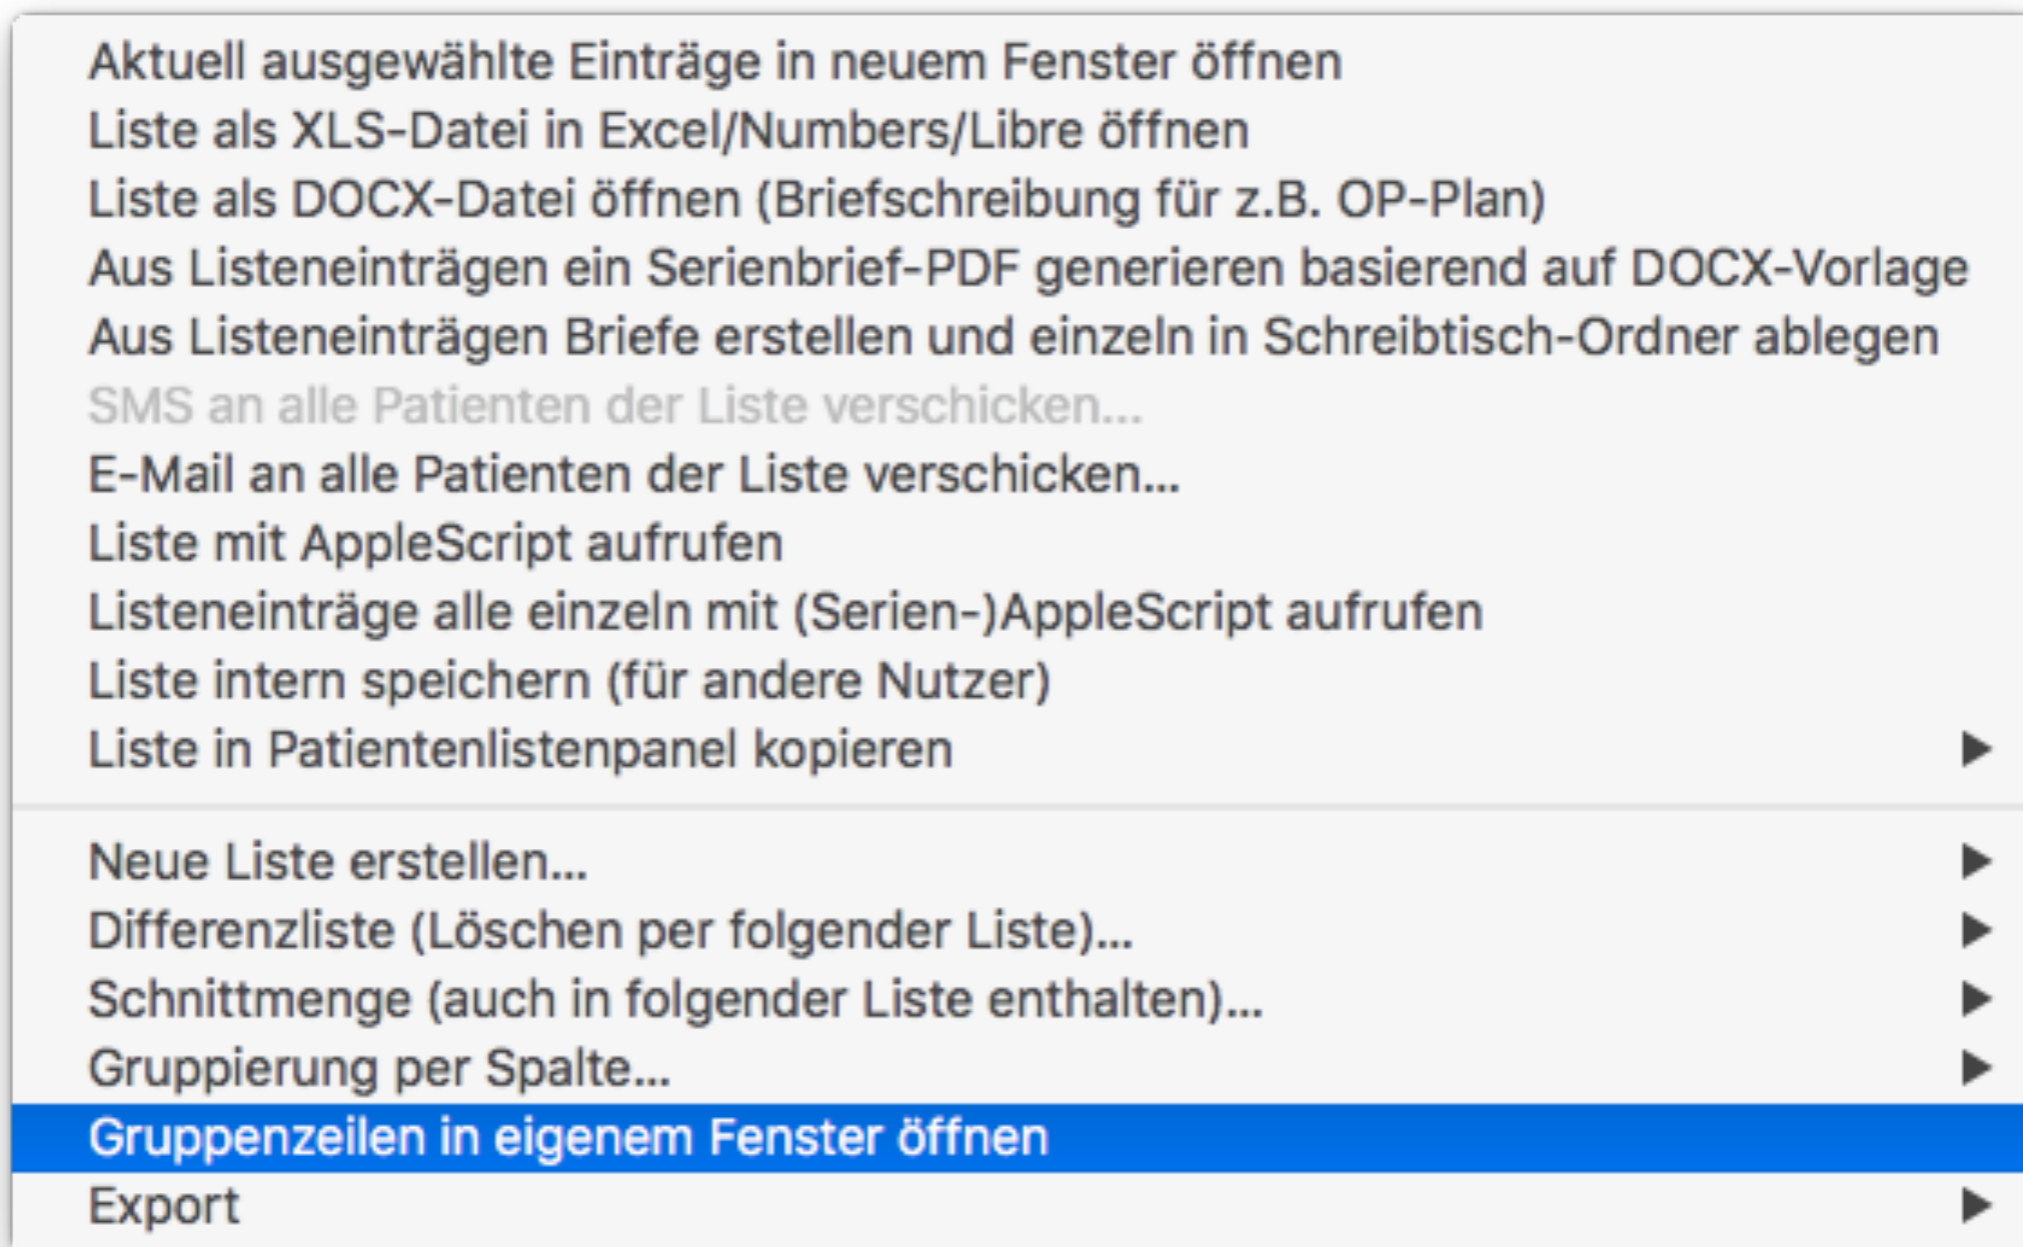 Aktuell ausgewählte Einträge in neuem Fenster öffnen
Liste als XLS-Datei in Excel/Numbers/Libre öffnen
Liste als DOCX-Datei öffnen (Briefschreibung für z.B. OP-Plan)
Aus Listeneinträgen ein Serienbrief-PDF generieren basierend auf DOCX-Vorlage
Aus Listeneinträgen Briefe erstellen und einzeln in Schreibtisch-Ordner ablegen
SMS an alle Patienten der Liste verschicken...
E-Mail an alle Patienten der Liste verschicken...
Liste mit AppleScript aufrufen
Listeneinträge alle einzeln mit (Serien-)AppleScript aufrufen
Liste intern speichern (für andere Nutzer)
Liste in Patientenlistenpanel kopieren
Neue Liste erstellen...
Differenzliste (Löschen per folgender Liste)...
Schnittmenge (auch in folgender Liste enthalten)...
Gruppierung per Spalte...
Gruppenzeilen in eigenem Fenster öffnen
Export